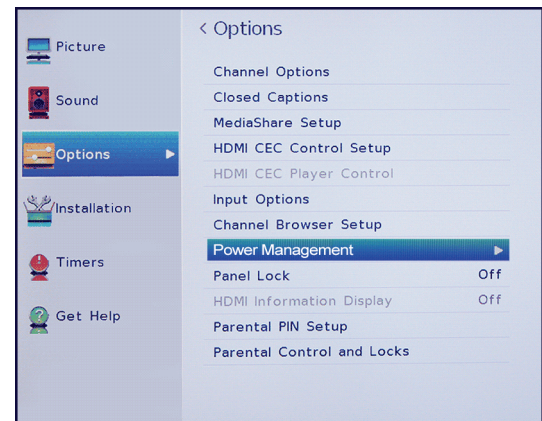 Picture
Sound
Options
Installation
Timers
Get Help
< Options
Channel Options
Closed Captions
MediaShare Setup
HDMI CEC Control Setup
HDMI CEC Player Control
Input Options
Channel Browser Setup
Power Management
Panel Lock Off
HDMI Information Display Off
Parental PIN Setup
Parental Control and Locks